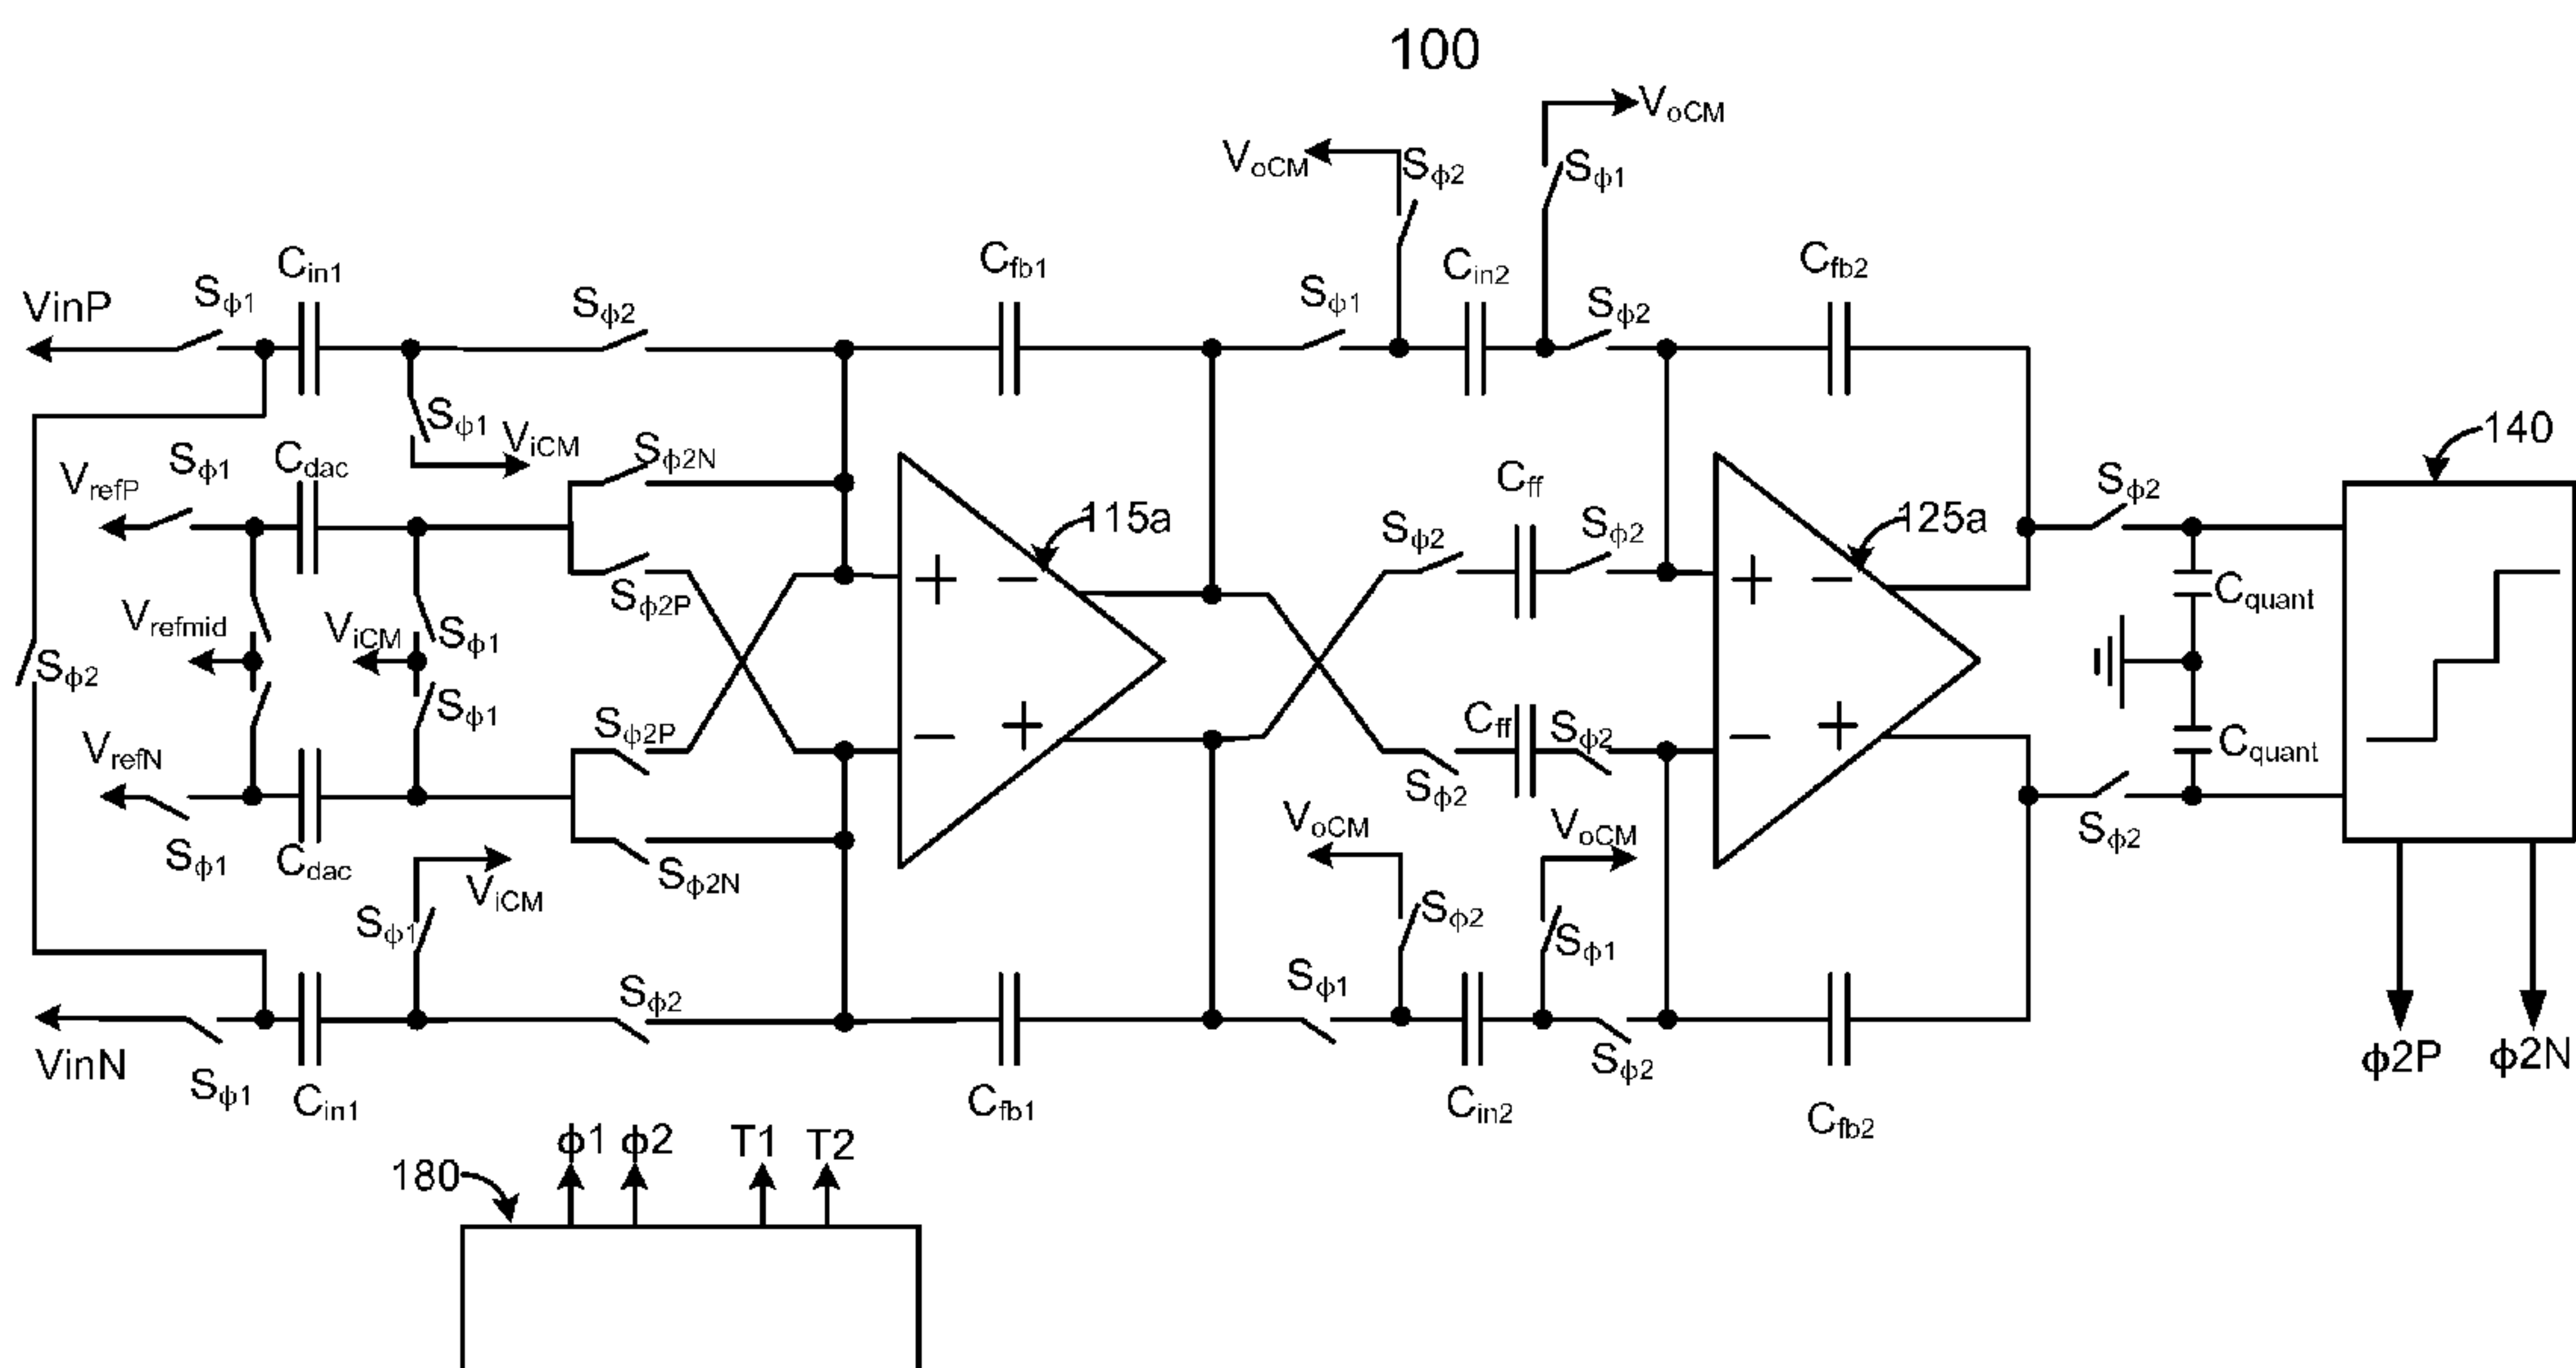 100
VoCM
VoCM
Sϕ2
Sϕ1
Cin1
Cfb1
Cin2
Cfb2
VinP
Sϕ1
Sϕ2
Sϕ1
Sϕ2
Sϕ1
ViCM
140
VrefP
Sϕ1
Cdac
Sϕ2N
115a
Cff
Sϕ2
Sϕ2
125a
Sϕ2
+ −
+ −
Sϕ2P
Cquant
Vrefmid
ViCM
Sϕ1
Sϕ2
Sϕ1
VrefN
Sϕ2P
− +
Cff
Sϕ2
− +
Cquant
Sϕ2
Sϕ1
Cdac
Sϕ2N
VoCM
VoCM
Sϕ2
ViCM
Sϕ1
Sϕ2
Sϕ1
Sϕ2
Sϕ1
VinN
Sϕ1
Cin1
Cfb1
Cin2
Sϕ2
Cfb2
ϕ2P
ϕ2N
180
ϕ1
ϕ2
T1
T2